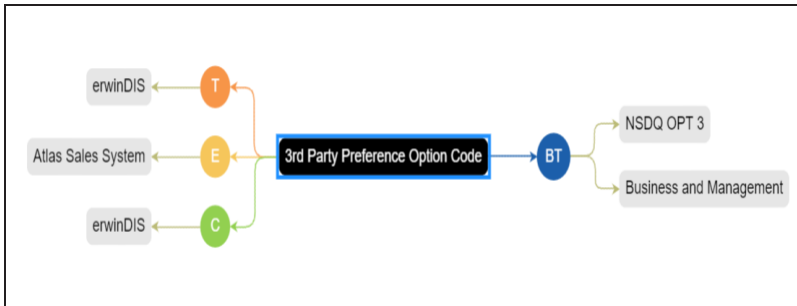 erwinDIS
T
NSDQ OPT 3
Atlas Sales System
E
3rd Party Preference Option Code
BT
Business and Management
erwinDIS
C